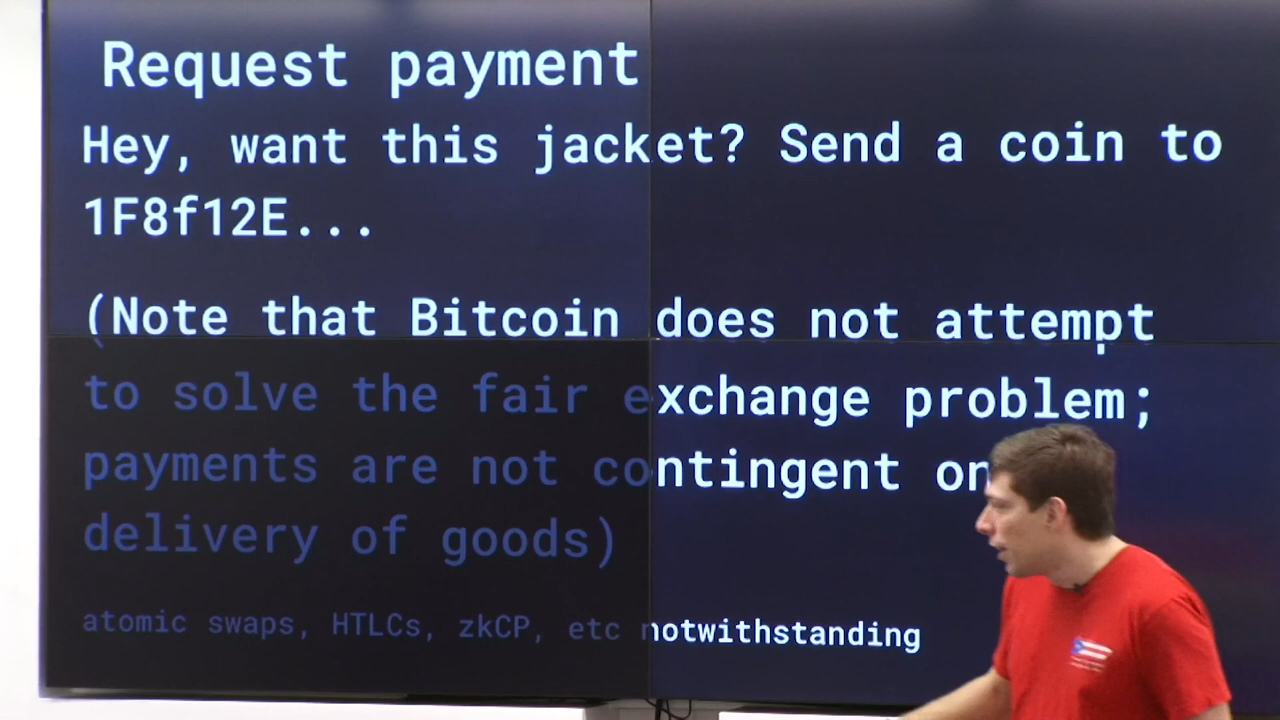 Request payment
Hey, want this jacket? Send a coin to
1F8f12E...
(Note that Bitcoin does not attempt
to solve the fair exchange problem;
payments are not contingent on
delivery of goods)
atomic swaps, HTLCs, zkCP, etc notwithstanding